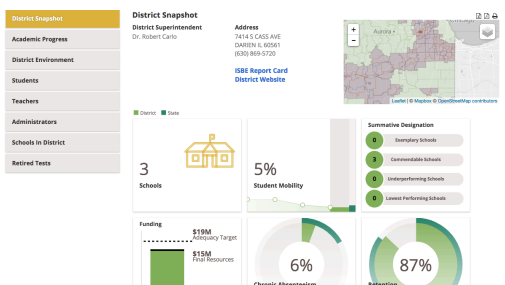 District Snapshot
Academic Progress
District Environment
Students
Teachers
Administrators
Schools In District
Retired Tests
District Snapshot
District Superintendent
Dr. Robert Carlo
Address
7414 S CASS AVE
DARIEN IL 60561
(630) 869-5720
ISBE Report Card
District Website
+
−
Aurora
Leaflet | © Mapbox © OpenStreetMap contributors
District State
3
Schools
5%
Student Mobility
Summative Designation
0 Exemplary Schools
3 Commendable Schools
0 Underperforming Schools
0 Lowest Performing Schools
Funding
$19M
Adequacy Target
$15M
Final Resources
6%
Chronic Absenteeism
87%
Retention